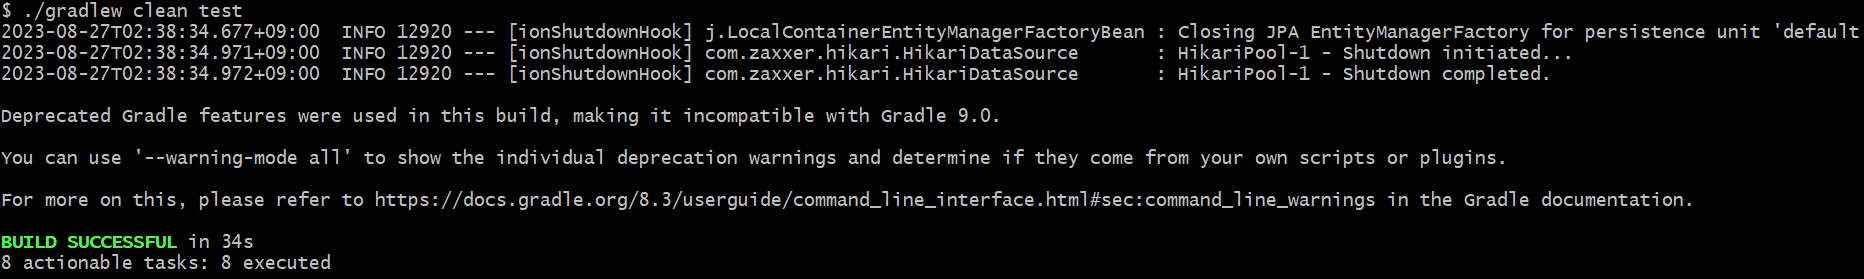 $ ./gradlew clean test
2023-08-27T02:38:34.677+09:00  INFO 12920 --- [ionShutdownHook] j.LocalContainerEntityManagerFactoryBean : Closing JPA EntityManagerFactory for persistence unit 'default
2023-08-27T02:38:34.971+09:00  INFO 12920 --- [ionShutdownHook] com.zaxxer.hikari.HikariDataSource       : HikariPool-1 - Shutdown initiated...
2023-08-27T02:38:34.972+09:00  INFO 12920 --- [ionShutdownHook] com.zaxxer.hikari.HikariDataSource       : HikariPool-1 - Shutdown completed.
Deprecated Gradle features were used in this build, making it incompatible with Gradle 9.0.
You can use '--warning-mode all' to show the individual deprecation warnings and determine if they come from your own scripts or plugins.
For more on this, please refer to https://docs.gradle.org/8.3/userguide/command_line_interface.html#sec:command_line_warnings in the Gradle documentation.
BUILD SUCCESSFUL in 34s
8 actionable tasks: 8 executed